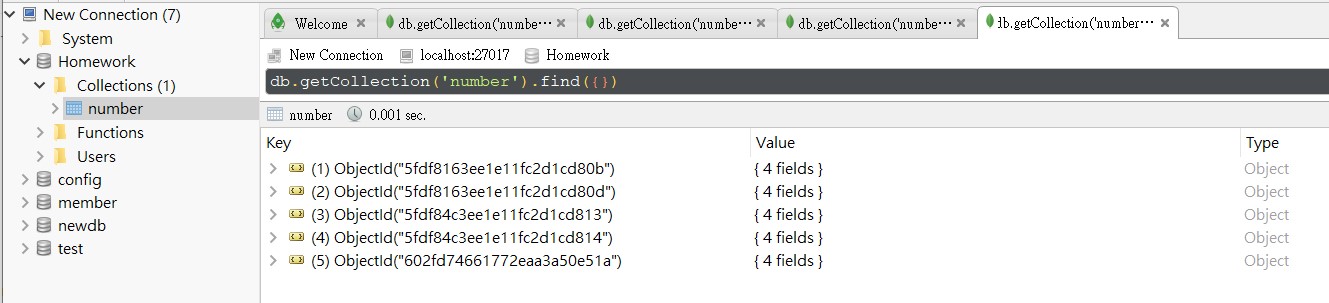 New Connection (7)
System
Homework
Collections (1)
number
Functions
Users
config
member
newdb
test
Welcome
db.getCollection('numbe···
db.getCollection('numbe···
db.getCollection('numbe···
db.getCollection('number···
New Connection localhost:27017 Homework
db.getCollection('number').find({})
number 0.001 sec.
Key Value Type
(1) ObjectId("5fdf8163ee1e11fc2d1cd80b") { 4 fields } Object
(2) ObjectId("5fdf8163ee1e11fc2d1cd80d") { 4 fields } Object
(3) ObjectId("5fdf84c3ee1e11fc2d1cd813") { 4 fields } Object
(4) ObjectId("5fdf84c3ee1e11fc2d1cd814") { 4 fields } Object
(5) ObjectId("602fd74661772eaa3a50e51a") { 4 fields } Object